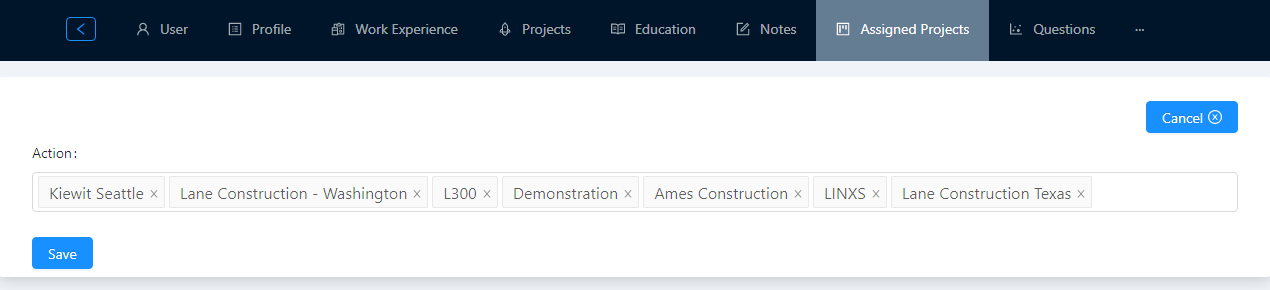 User Profile Work Experience Projects Education Notes Assigned Projects Questions ···
Cancel
Action:
Kiewit Seattle × Lane Construction - Washington × L300 × Demonstration × Ames Construction × LINXS × Lane Construction Texas ×
Save